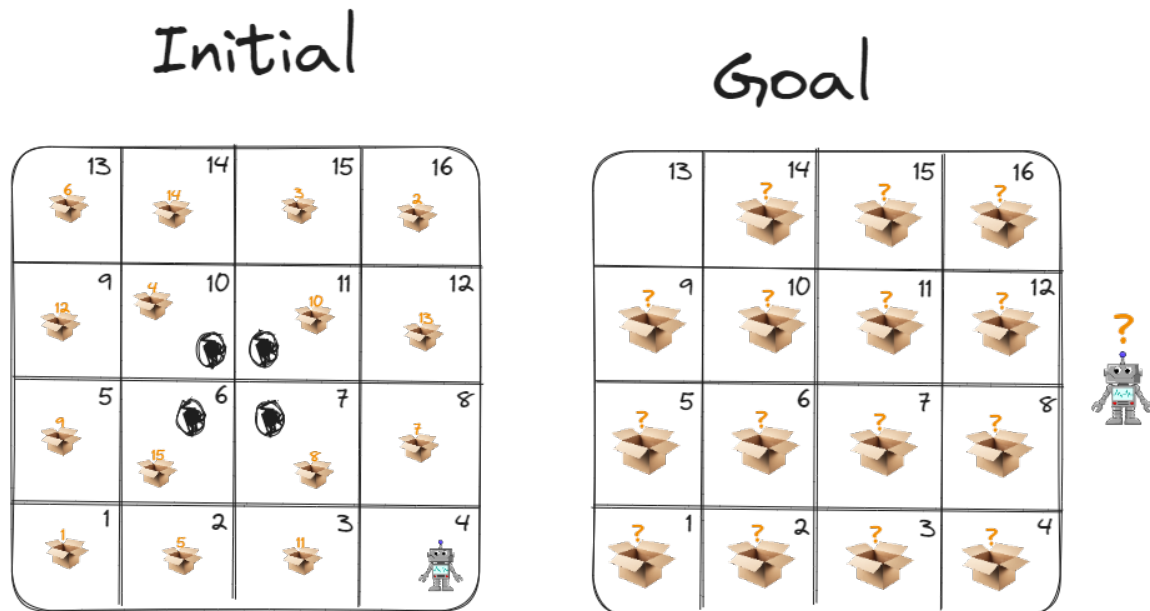 Initial
Goal
13 14 15 16
6 14 3 2
9 10 11 12
12 4 10 13
5 6 7 8
9 15 8 7
1 2 3 4
1 5 11
13 14 15 16
? ? ?
9 10 11 12
? ? ? ?
5 6 7 8
? ? ? ?
1 2 3 4
? ? ? ?
?